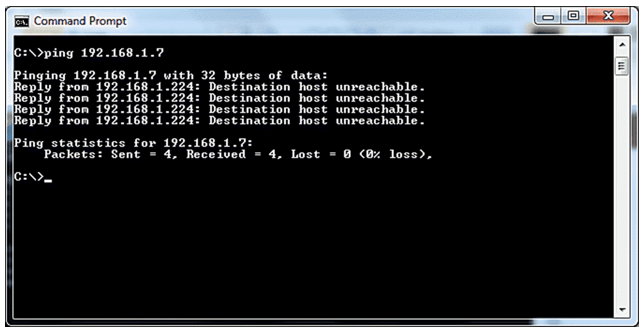 Command Prompt
C:\>ping 192.168.1.7
Pinging 192.168.1.7 with 32 bytes of data:
Reply from 192.168.1.224: Destination host unreachable.
Reply from 192.168.1.224: Destination host unreachable.
Reply from 192.168.1.224: Destination host unreachable.
Reply from 192.168.1.224: Destination host unreachable.
Ping statistics for 192.168.1.7:
    Packets: Sent = 4, Received = 4, Lost = 0 (0% loss),
C:\>_